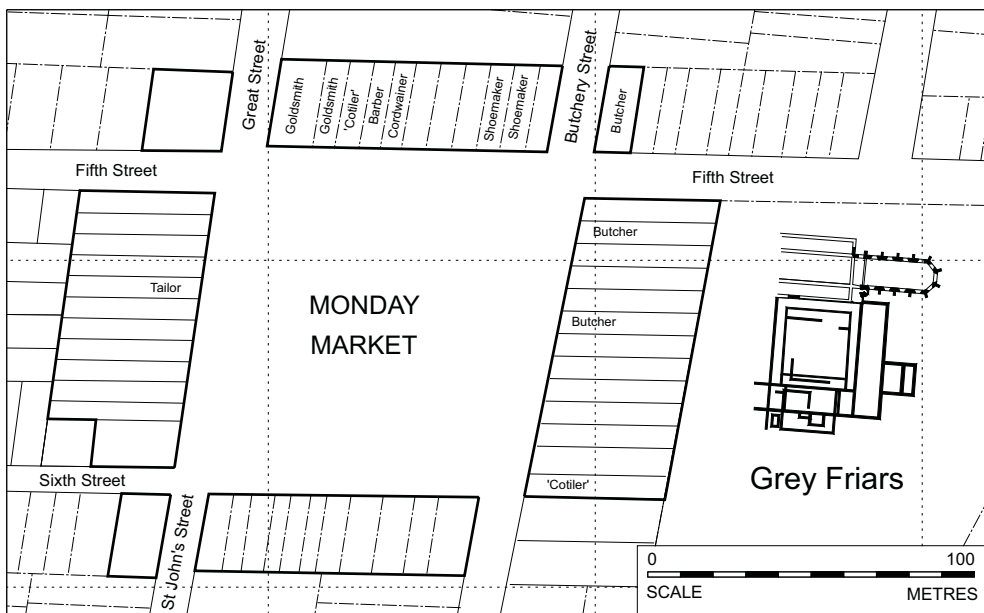 Great Street
Goldsmith
Goldsmith
'Cotiler'
Barber
Cordwainer
Shoemaker
Shoemaker
Butchery Street
Butcher
Fifth Street
Fifth Street
Tailor
MONDAY
MARKET
Butcher
Butcher
'Cotiler'
Grey Friars
Sixth Street
St John's Street
0 100
SCALE METRES